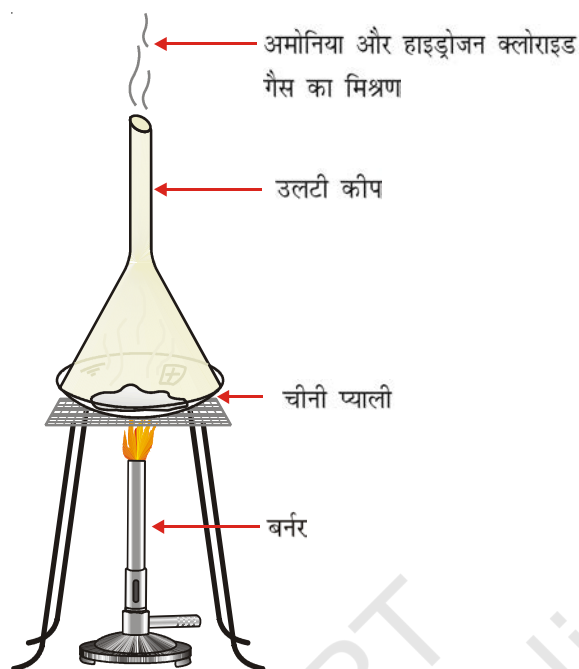 अमोनिया और हाइड्रोजन क्लोराइड
गैस का मिश्रण
उलटी कीप
चीनी प्याली
बर्नर